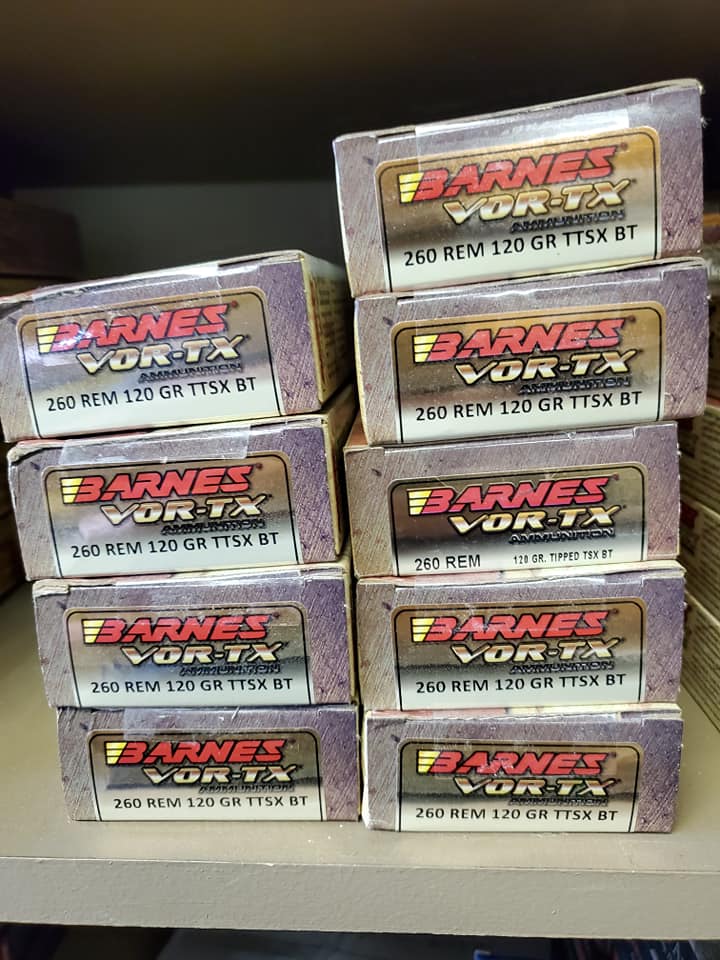 BARNES
VOR-TX
AMMUNITION
260 REM 120 GR TTSX BT
BARNES
VOR-TX
AMMUNITION
260 REM 120 GR TTSX BT
BARNES
VOR-TX
AMMUNITION
260 REM 120 GR TTSX BT
BARNES
VOR-TX
AMMUNITION
260 REM 120 GR TTSX BT
BARNES
VOR-TX
AMMUNITION
260 REM 120 GR TTSX BT
BARNES
VOR-TX
AMMUNITION
260 REM 120 GR TTSX BT
BARNES
VOR-TX
AMMUNITION
260 REM 120 GR. TIPPED TSX BT
BARNES
VOR-TX
AMMUNITION
260 REM 120 GR TTSX BT
BARNES
VOR-TX
AMMUNITION
260 REM 120 GR TTSX BT